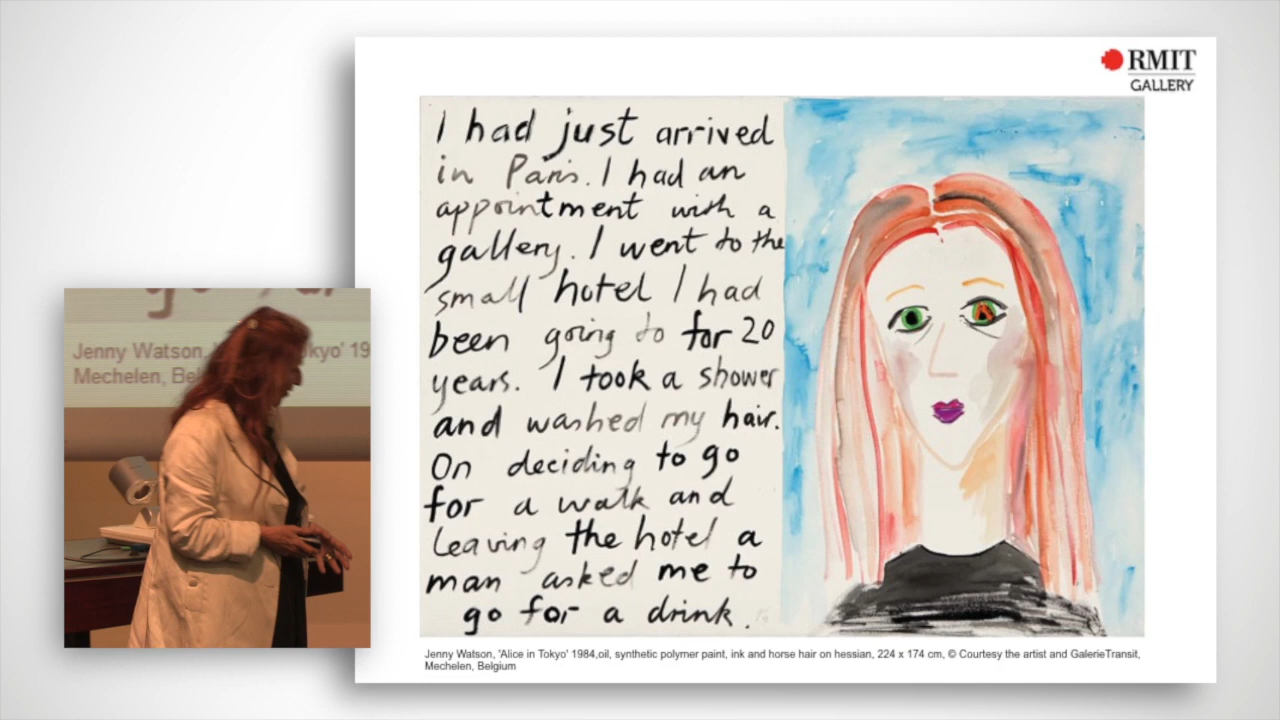 RMIT
GALLERY
I had just arrived
in Paris. I had an
appointment with a
gallery. I went to the
small hotel I had
been going to for 20
years. I took a shower
and washed my hair.
On deciding to go
for a walk and
leaving the hotel a
man asked me to
go for a drink.
Jenny Watson, 'Alice in Tokyo' 1984,oil, synthetic polymer paint, ink and horse hair on hessian, 224 x 174 cm, © Courtesy the artist and GalerieTransit,
Mechelen, Belgium
Jenny Watson, okyo' 19
Mechelen, Bel